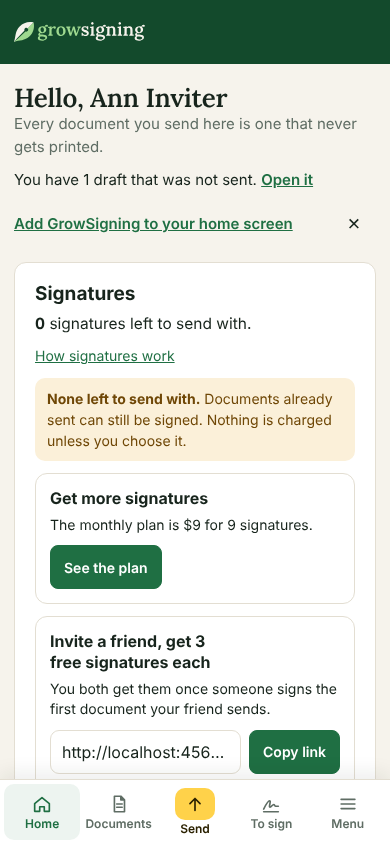 growsigning
Hello, Ann Inviter
Every document you send here is one that never
gets printed.
You have 1 draft that was not sent. Open it
Add GrowSigning to your home screen ×
Signatures
0 signatures left to send with.
How signatures work
None left to send with. Documents already
sent can still be signed. Nothing is charged
unless you choose it.
Get more signatures
The monthly plan is $9 for 9 signatures.
See the plan
Invite a friend, get 3
free signatures each
You both get them once someone signs the
first document your friend sends.
http://localhost:456... Copy link
Home Documents Send To sign Menu